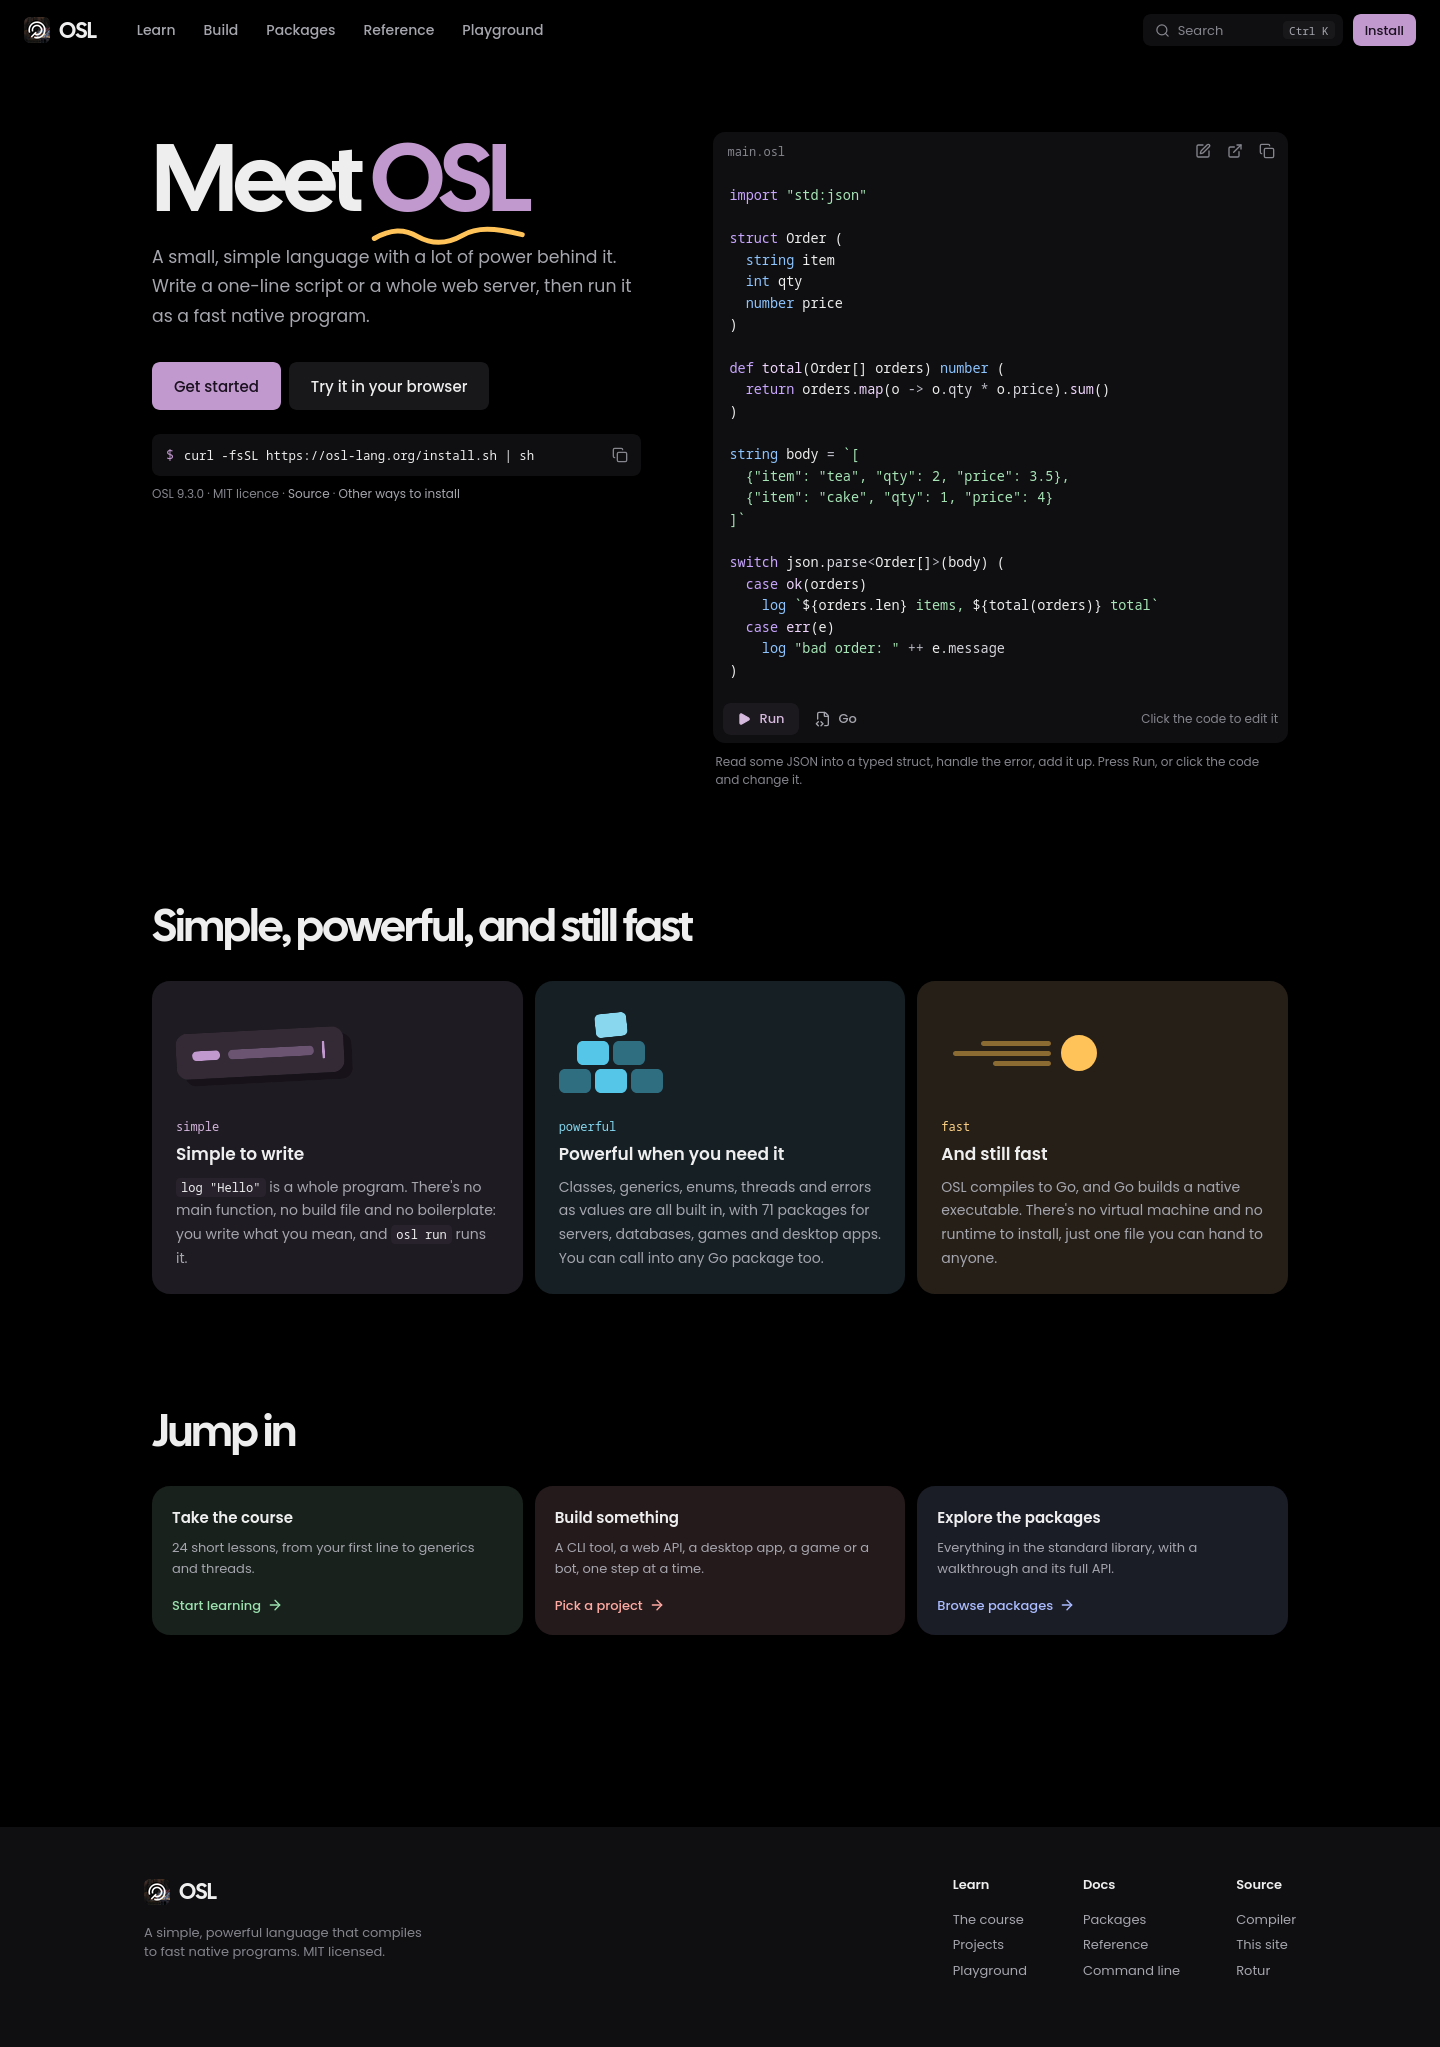 OSL
Learn
Build
Packages
Reference
Playground
Search
Ctrl K
Install
Meet OSL
A small, simple language with a lot of power behind it.
Write a one-line script or a whole web server, then run it
as a fast native program.
Get started
Try it in your browser
$ curl -fsSL https://osl-lang.org/install.sh | sh
OSL 9.3.0 · MIT licence · Source · Other ways to install
main.osl
import "std:json"
struct Order (
  string item
  int qty
  number price
)
def total(Order[] orders) number (
  return orders.map(o -> o.qty * o.price).sum()
)
string body = `[
  {"item": "tea", "qty": 2, "price": 3.5},
  {"item": "cake", "qty": 1, "price": 4}
]`
switch json.parse<Order[]>(body) (
  case ok(orders)
    log `${orders.len} items, ${total(orders)} total`
  case err(e)
    log "bad order: " ++ e.message
)
Run
Go
Click the code to edit it
Read some JSON into a typed struct, handle the error, add it up. Press Run, or click the code
and change it.
Simple, powerful, and still fast
simple
Simple to write
log "Hello" is a whole program. There's no
main function, no build file and no boilerplate:
you write what you mean, and osl run runs
it.
powerful
Powerful when you need it
Classes, generics, enums, threads and errors
as values are all built in, with 71 packages for
servers, databases, games and desktop apps.
You can call into any Go package too.
fast
And still fast
OSL compiles to Go, and Go builds a native
executable. There's no virtual machine and no
runtime to install, just one file you can hand to
anyone.
Jump in
Take the course
24 short lessons, from your first line to generics
and threads.
Start learning
Build something
A CLI tool, a web API, a desktop app, a game or a
bot, one step at a time.
Pick a project
Explore the packages
Everything in the standard library, with a
walkthrough and its full API.
Browse packages
OSL
A simple, powerful language that compiles
to fast native programs. MIT licensed.
Learn
The course
Projects
Playground
Docs
Packages
Reference
Command line
Source
Compiler
This site
Rotur